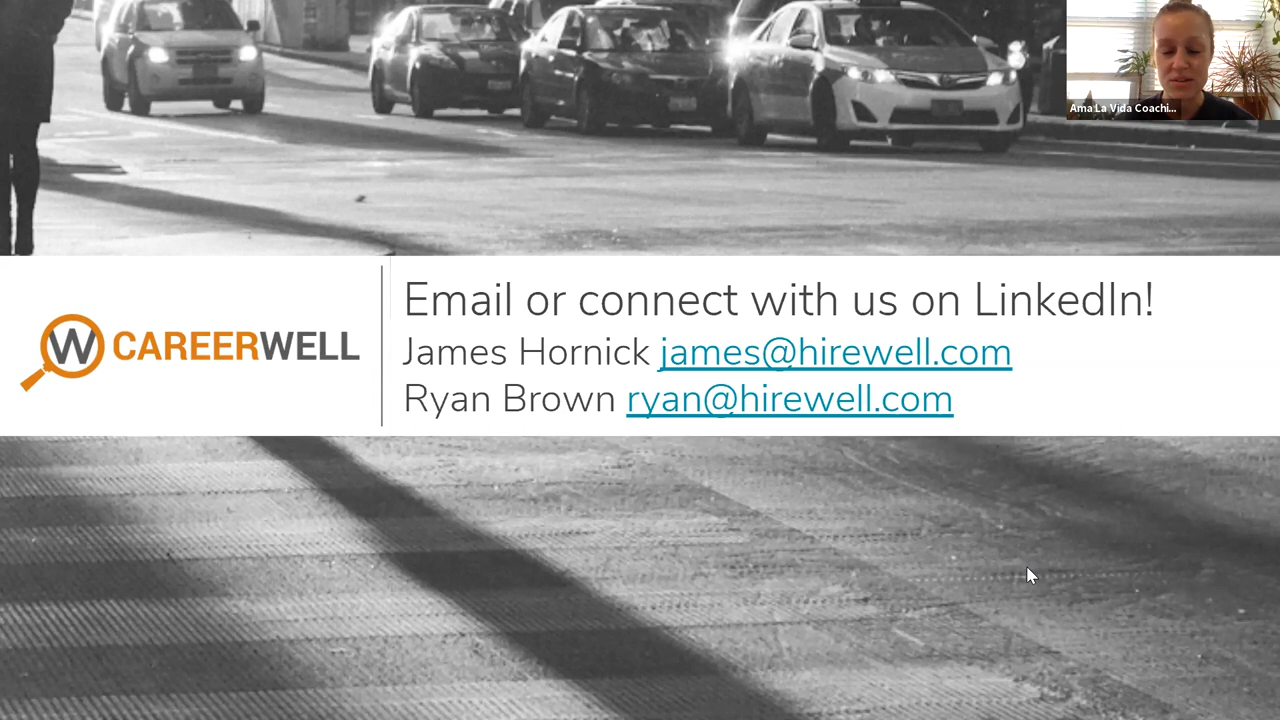 Ama La Vida Coachi...
Email or connect with us on LinkedIn!
W CAREERWELL
James Hornick james@hirewell.com
Ryan Brown ryan@hirewell.com